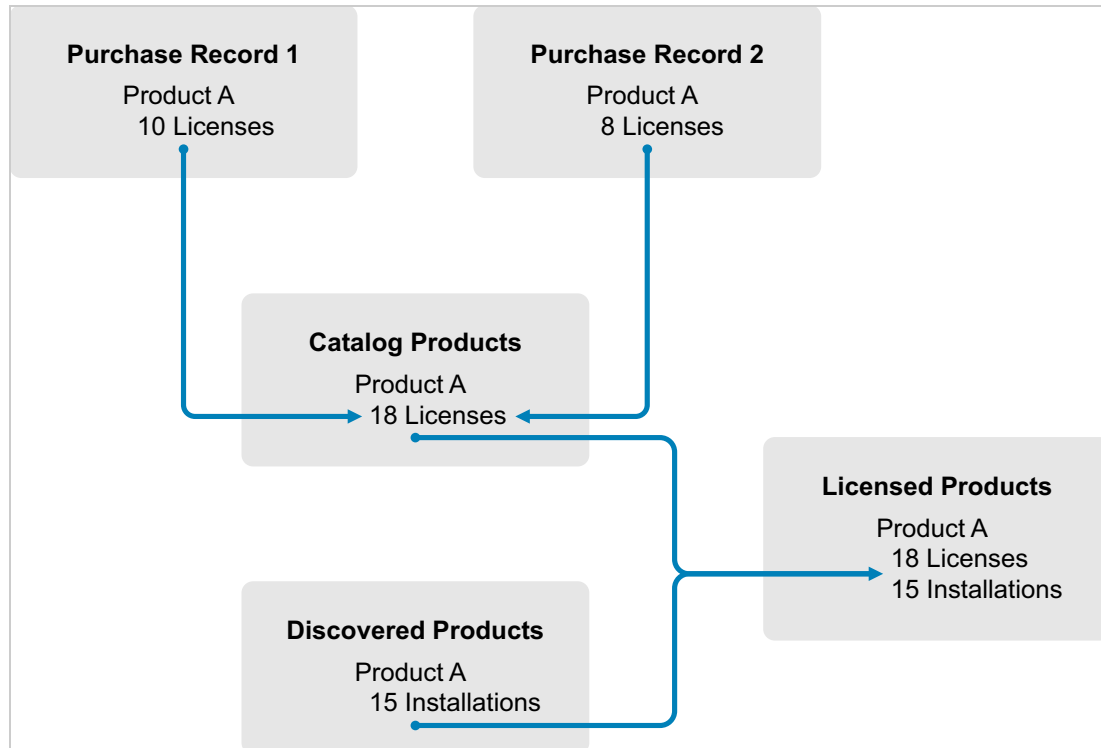 Purchase Record 1
Product A
10 Licenses
Purchase Record 2
Product A
8 Licenses
Catalog Products
Product A
18 Licenses
Licensed Products
Product A
18 Licenses
15 Installations
Discovered Products
Product A
15 Installations